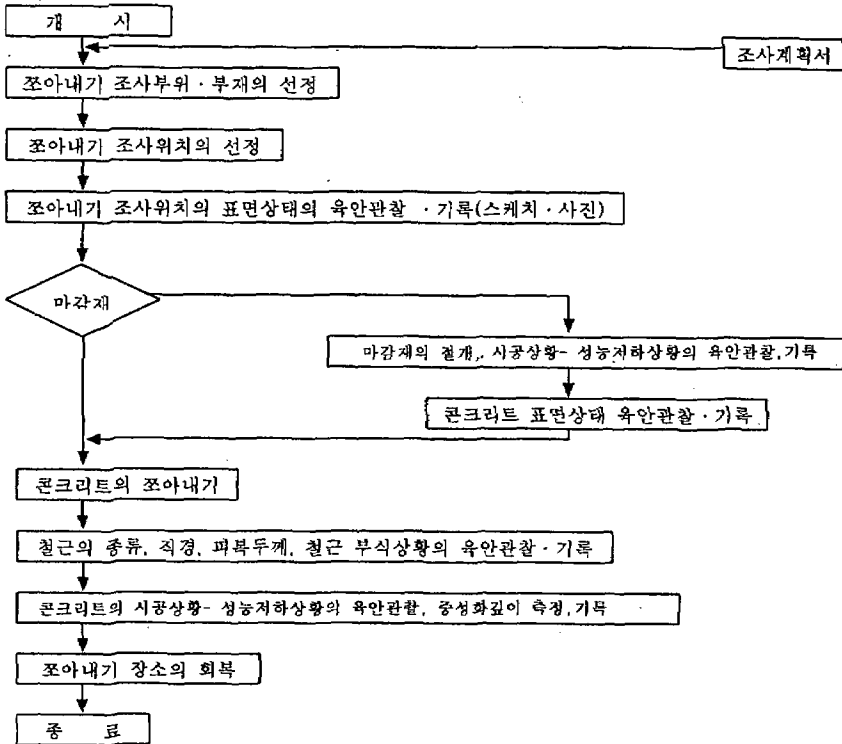 개 시
조사계획서
쪼아내기 조사부위 · 부재의 선정
쪼아내기 조사위치의 선정
쪼아내기 조사위치의 표면상태의 육안관찰 · 기록(스케치 · 사진)
마감재
마감재의 절개, 시공상황- 성능저하상황의 육안관찰,기록
콘크리트 표면상태 육안관찰 · 기록
콘크리트의 쪼아내기
철근의 종류, 직경, 피복두께, 철근 부식상황의 육안관찰 · 기록
콘크리트의 시공상황- 성능저하상황의 육안관찰, 중성화깊이 측정,기록
쪼아내기 장소의 회복
종 료